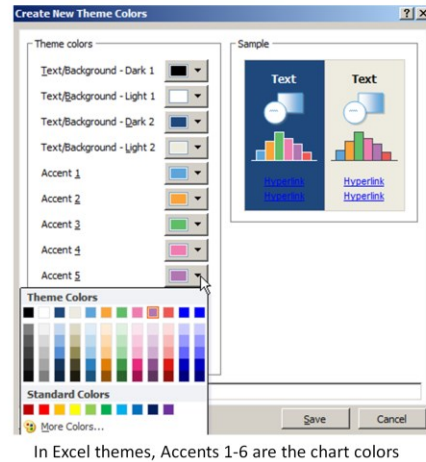 Create New Theme Colors
Theme colors
Text/Background - Dark 1
Text/Background - Light 1
Text/Background - Dark 2
Text/Background - Light 2
Accent 1
Accent 2
Accent 3
Accent 4
Accent 5
Theme Colors
Standard Colors
More Colors...
Sample
Text Text
Hyperlink Hyperlink
Hyperlink Hyperlink
Save Cancel
In Excel themes, Accents 1-6 are the chart colors